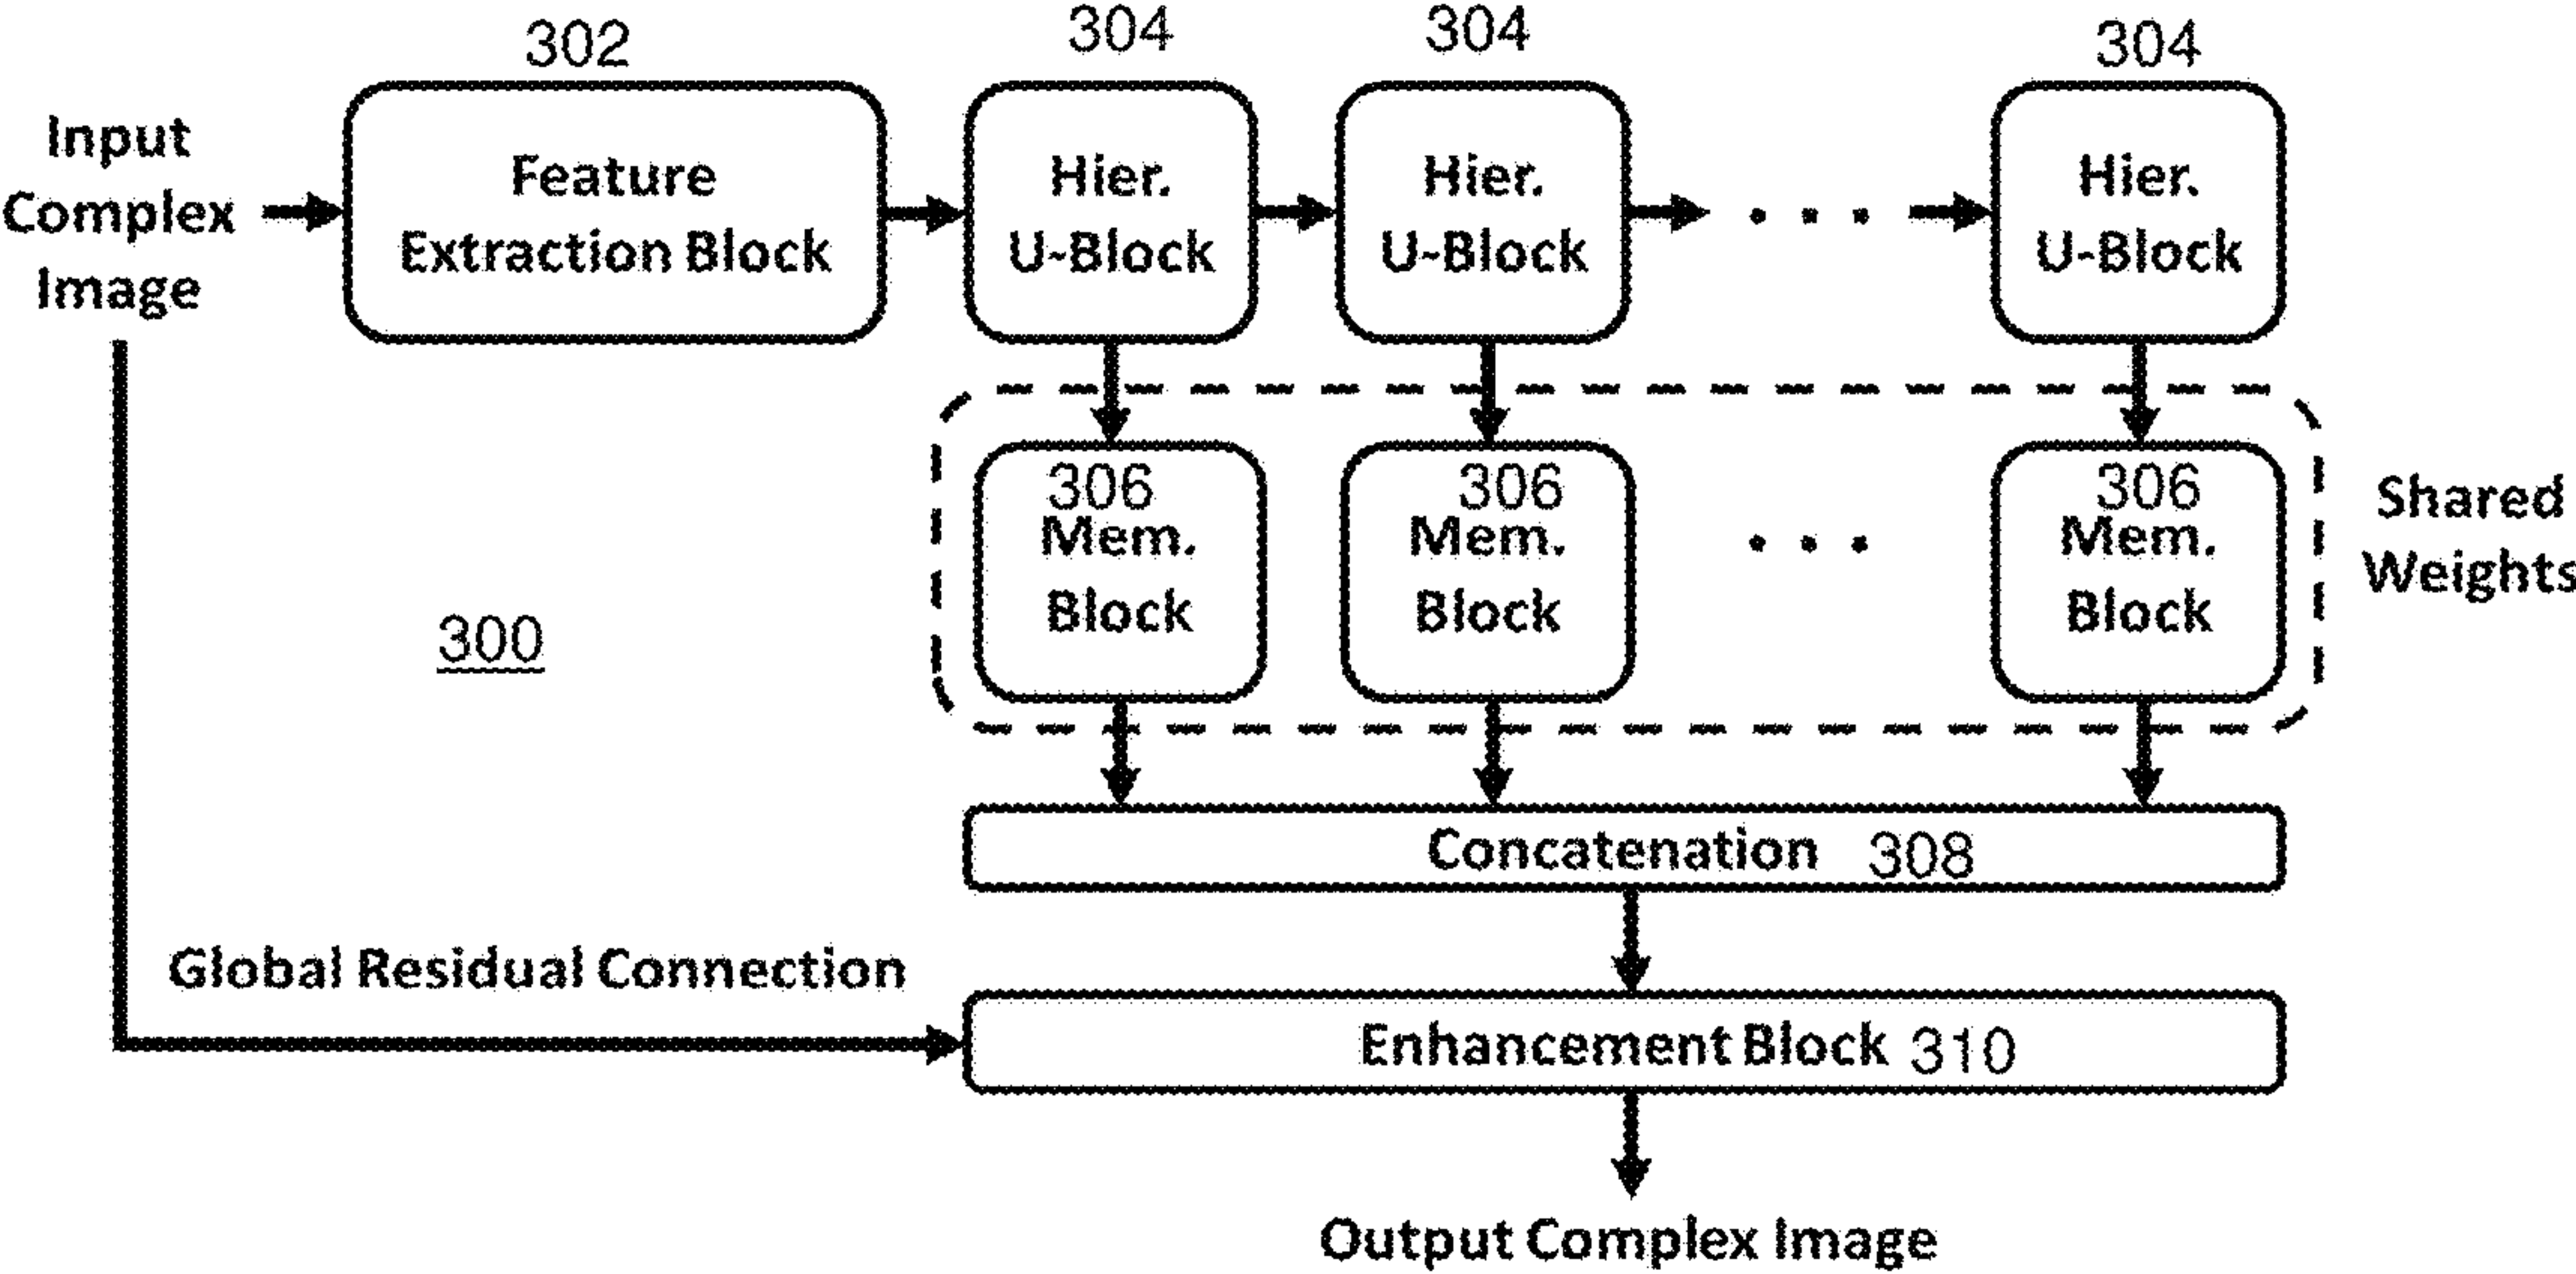 302
304
304
304
Input
Complex
Image
Feature
Extraction Block
Hier.
U-Block
Hier.
U-Block
. . .
Hier.
U-Block
306
Mem.
Block
306
Mem.
Block
. . .
306
Mem.
Block
Shared
Weights
300
Concatenation 308
Global Residual Connection
Enhancement Block 310
Output Complex Image